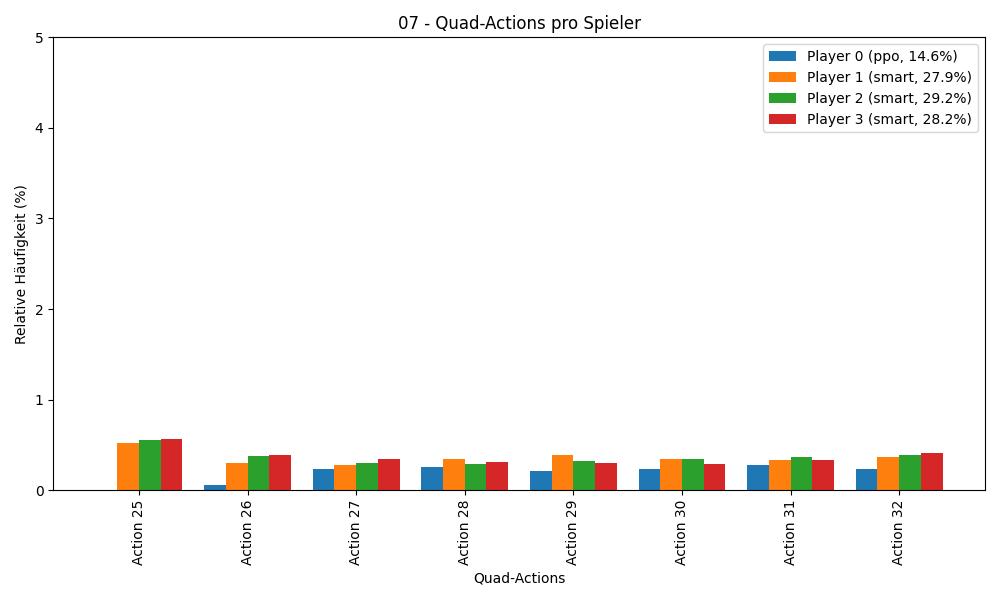 07 - Quad-Actions pro Spieler
Relative Häufigkeit (%)
5
4
3
2
1
0
Player 0 (ppo, 14.6%)
Player 1 (smart, 27.9%)
Player 2 (smart, 29.2%)
Player 3 (smart, 28.2%)
Action 25
Action 26
Action 27
Action 28
Action 29
Action 30
Action 31
Action 32
Quad-Actions